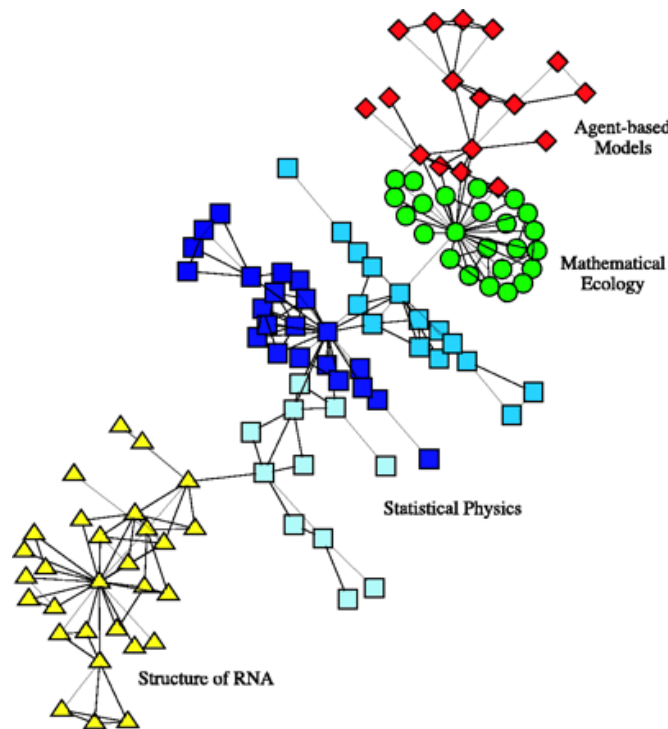 Agent-based
Models
Mathematical
Ecology
Statistical Physics
Structure of RNA